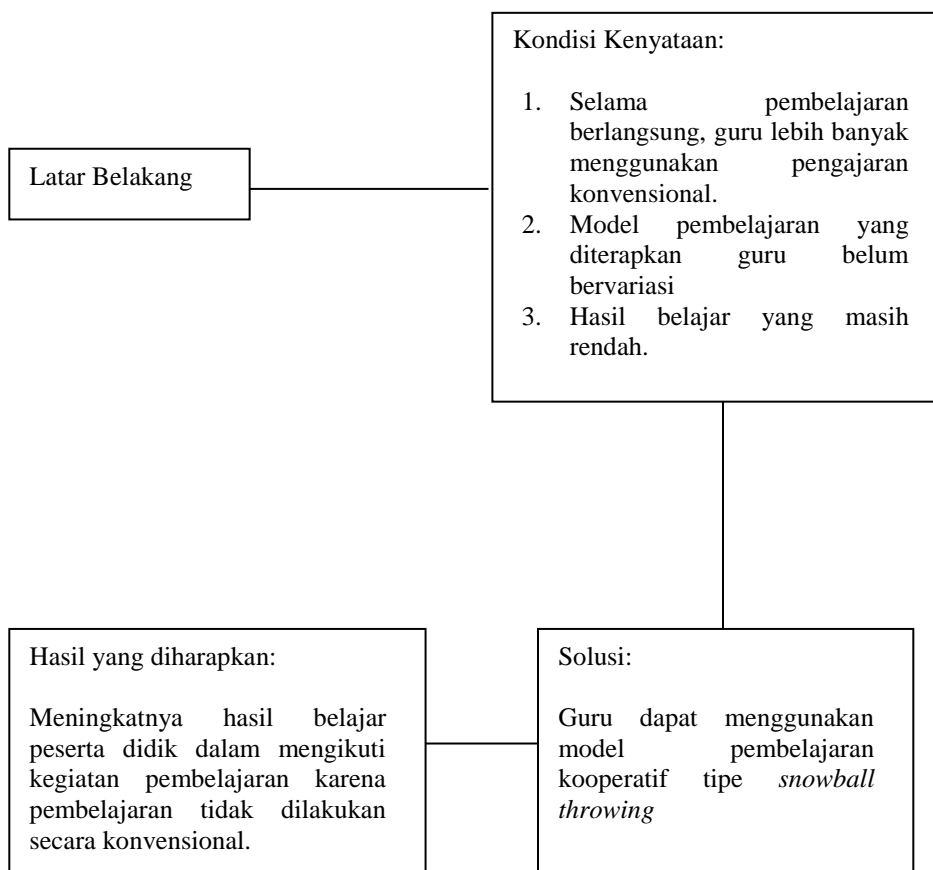 Latar Belakang
Kondisi Kenyataan:
1. Selama pembelajaran
berlangsung, guru lebih banyak
menggunakan pengajaran
konvensional.
2. Model pembelajaran yang
diterapkan guru belum
bervariasi
3. Hasil belajar yang masih
rendah.
Solusi:
Guru dapat menggunakan
model pembelajaran
kooperatif tipe snowball
throwing
Hasil yang diharapkan:
Meningkatnya hasil belajar
peserta didik dalam mengikuti
kegiatan pembelajaran karena
pembelajaran tidak dilakukan
secara konvensional.